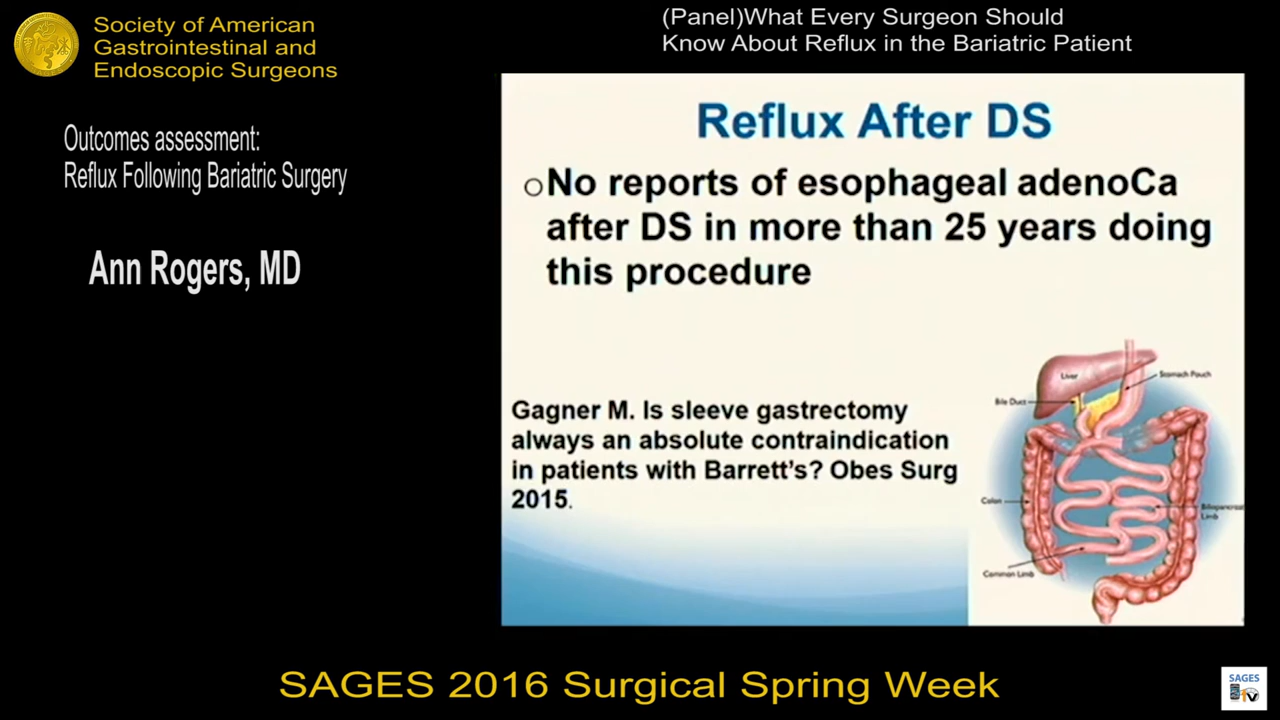 Society of American
Gastrointestinal and
Endoscopic Surgeons
(Panel)What Every Surgeon Should
Know About Reflux in the Bariatric Patient
Outcomes assessment:
Reflux Following Bariatric Surgery
Ann Rogers, MD
Reflux After DS
No reports of esophageal adenoCa
after DS in more than 25 years doing
this procedure
Gagner M. Is sleeve gastrectomy
always an absolute contraindication
in patients with Barrett's? Obes Surg
2015.
Liver
Stomach Pouch
Bile Duct
Colon
Biliopancreat
Limb
Common Limb
SAGES 2016 Surgical Spring Week
SAGES
TV